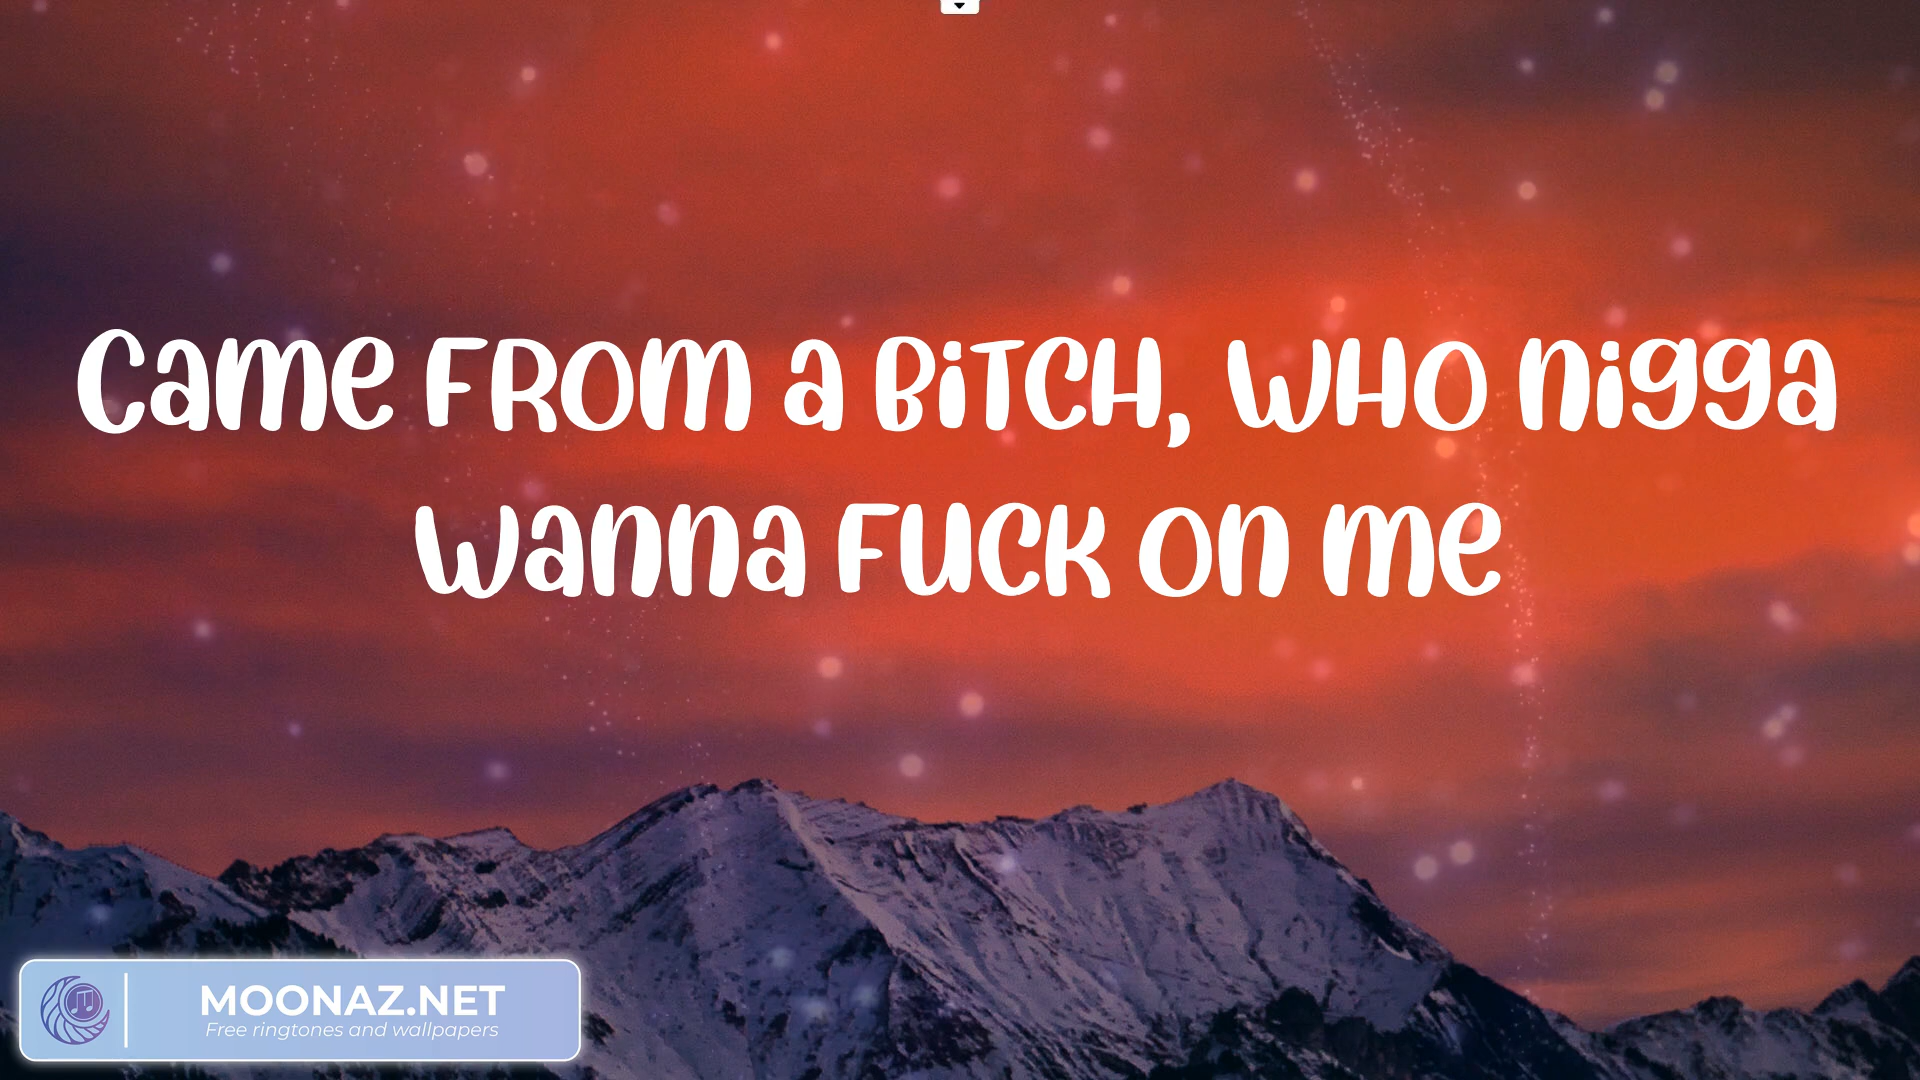 Came from a bitch, who nigga
wanna fuck on me
MOONAZ.NET
Free ringtones and wallpapers